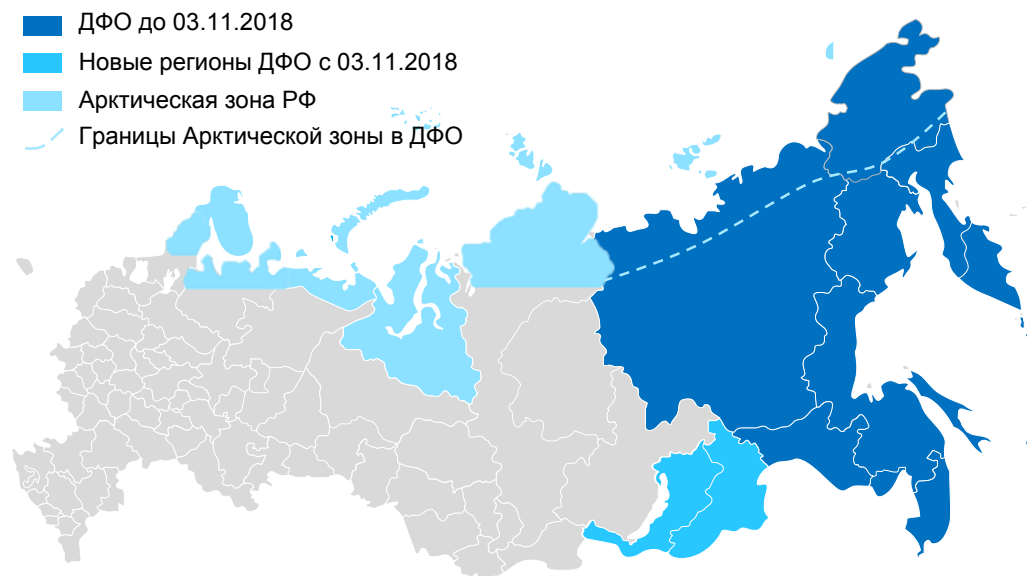 ДФО до 03.11.2018
Новые регионы ДФО с 03.11.2018
Арктическая зона РФ
Границы Арктической зоны в ДФО